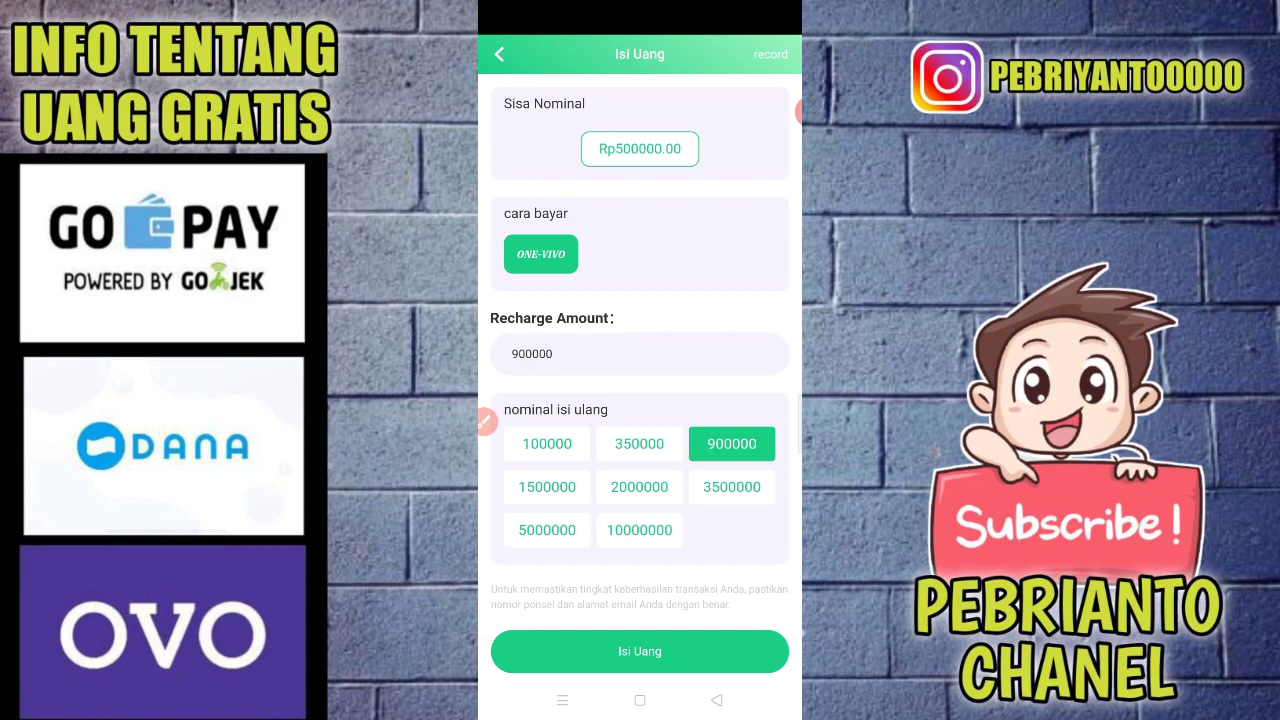 INFO TENTANG
UANG GRATIS
GO PAY
POWERED BY GOJEK
DANA
OVO
Isi Uang
record
Sisa Nominal
Rp500000.00
cara bayar
ONE-VIVO
Recharge Amount：
900000
nominal isi ulang
100000
350000
900000
1500000
2000000
3500000
5000000
10000000
Untuk memastikan tingkat keberhasilan transaksi Anda, pastikan
nomor ponsel dan alamat email Anda dengan benar.
Isi Uang
PEBRIYANTOOOOO
Subscribe!
PEBRIANTO
CHANEL